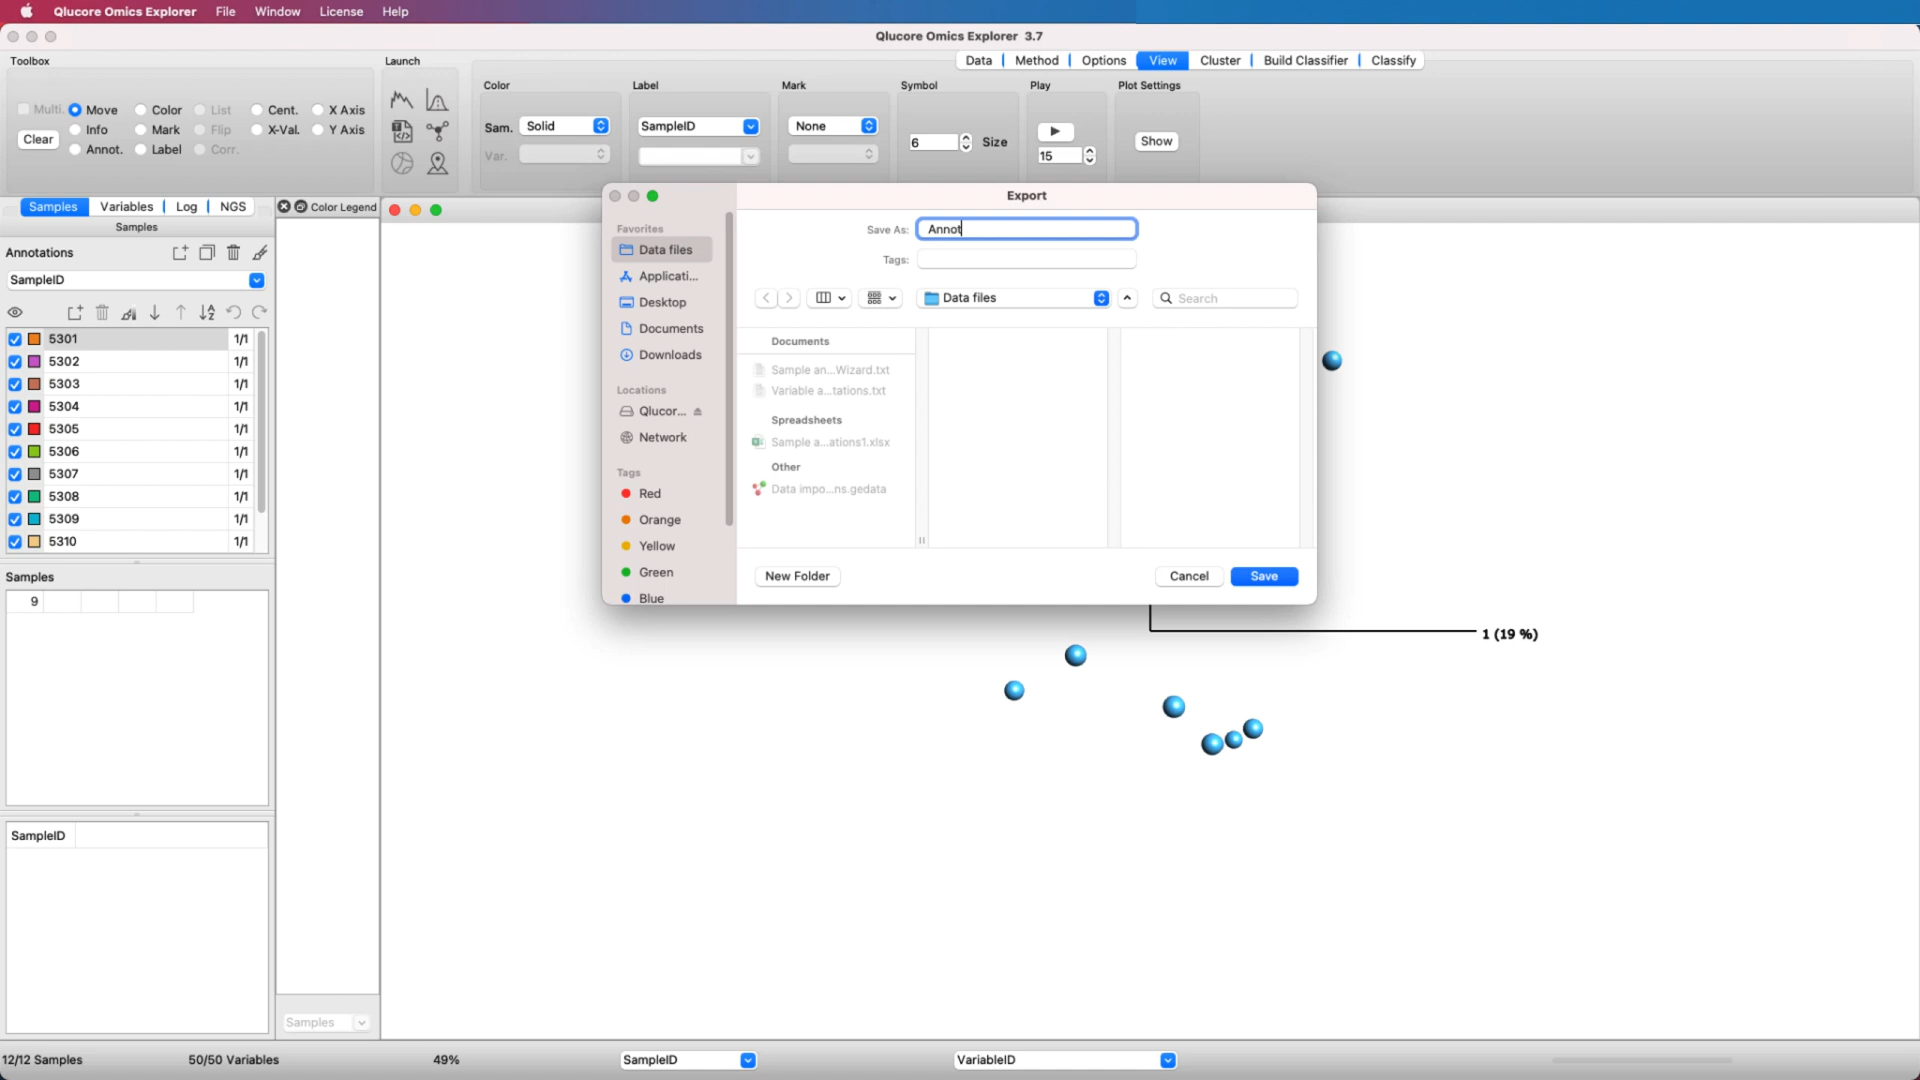 Qlucore Omics Explorer File Window License Help
Qlucore Omics Explorer 3.7
Toolbox
Launch
Data Method Options View Cluster Build Classifier Classify
Color Label Mark Symbol Play Plot Settings
Multi. Move Color List Cent. X Axis
Info Mark Flip X-Val. Y Axis
Clear Annot. Label Corr.
Sam. Solid SampleID None
Var.
6 Size
15
Show
Samples Variables Log NGS
Color Legend
Samples
Annotations
SampleID
5301 1/1
5302 1/1
5303 1/1
5304 1/1
5305 1/1
5306 1/1
5307 1/1
5308 1/1
5309 1/1
5310 1/1
Samples
9
SampleID
Samples
Export
Save As: Annot
Tags:
Data files
Search
Favorites
Data files
Applicati...
Desktop
Documents
Downloads
Locations
Qlucor...
Network
Tags
Red
Orange
Yellow
Green
Blue
Documents
Sample an...Wizard.txt
Variable a...tations.txt
Spreadsheets
Sample a...ations1.xlsx
Other
Data impo...ns.gedata
New Folder Cancel Save
1 (19 %)
12/12 Samples 50/50 Variables 49% SampleID VariableID